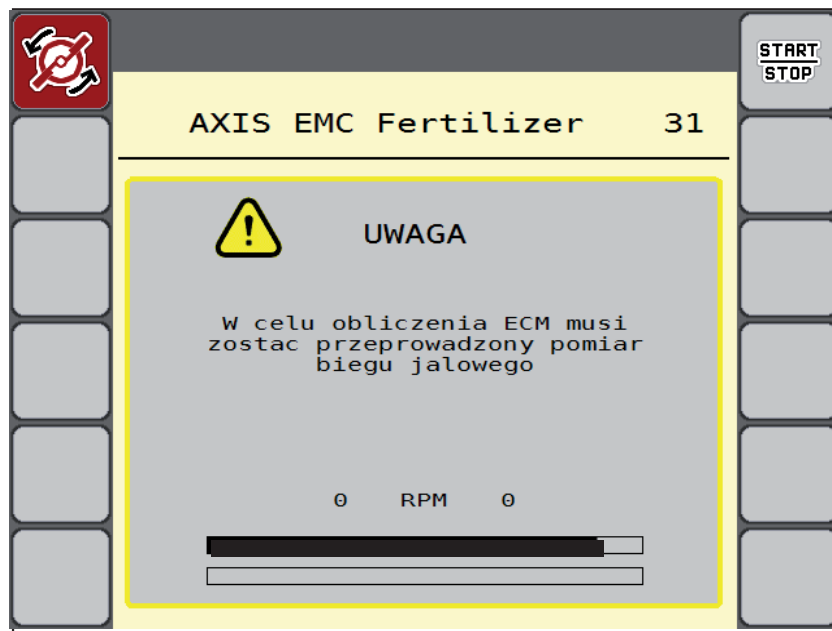 START
STOP
AXIS EMC Fertilizer 31
UWAGA
W celu obliczenia ECM musi
zostac przeprowadzony pomiar
biegu jalowego
0 RPM 0